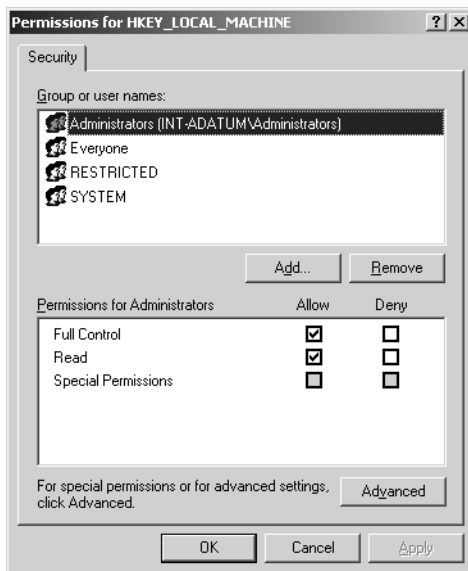 Permissions for HKEY_LOCAL_MACHINE
Security
Group or user names:
Administrators (INT-ADATUM\Administrators)
Everyone
RESTRICTED
SYSTEM
Add... Remove
Permissions for Administrators Allow Deny
Full Control
Read
Special Permissions
For special permissions or for advanced settings,
click Advanced.
Advanced
OK Cancel Apply